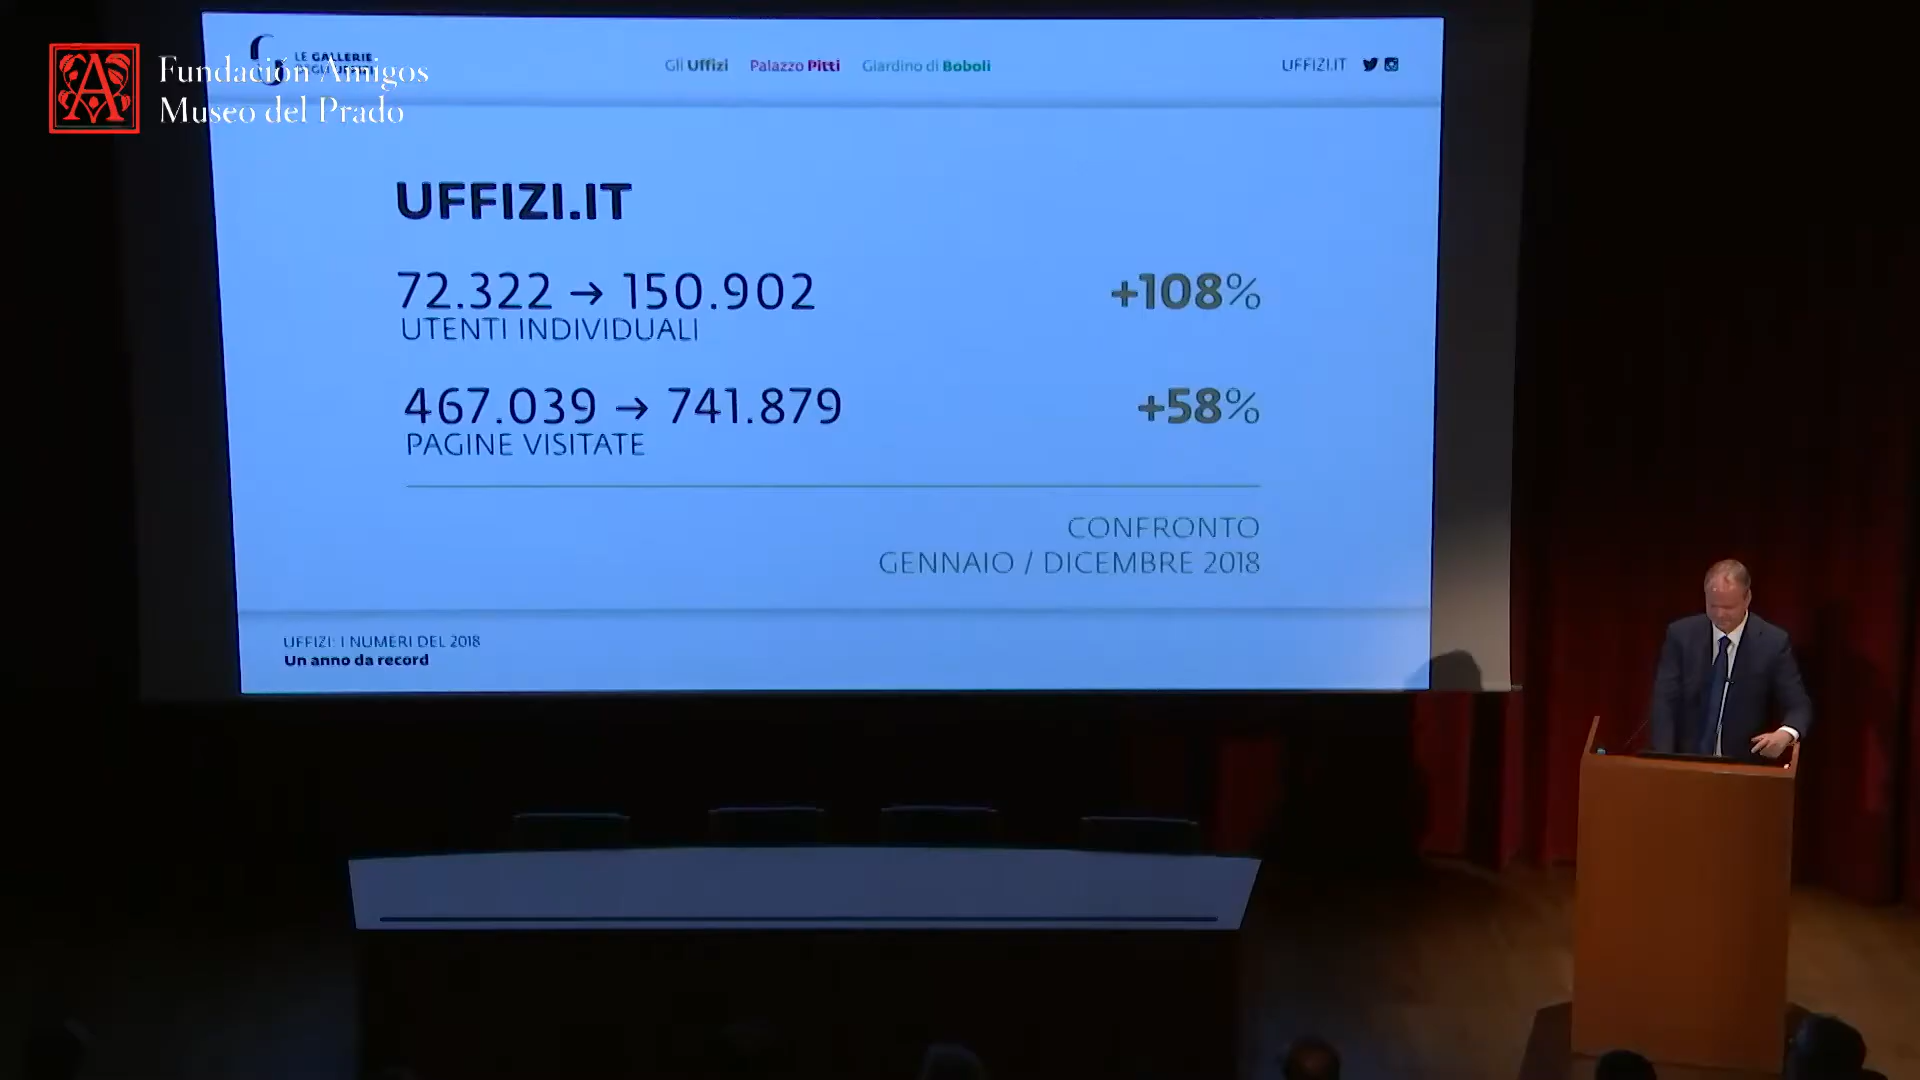 Fundación Amigos
Museo del Prado
LE GALLERIE
DEGLI UFFIZI
Gli Uffizi Palazzo Pitti Giardino di Boboli
UFFIZI.IT
UFFIZI.IT
72.322 → 150.902 +108%
UTENTI INDIVIDUALI
467.039 → 741.879 +58%
PAGINE VISITATE
CONFRONTO
GENNAIO / DICEMBRE 2018
UFFIZI: I NUMERI DEL 2018
Un anno da record